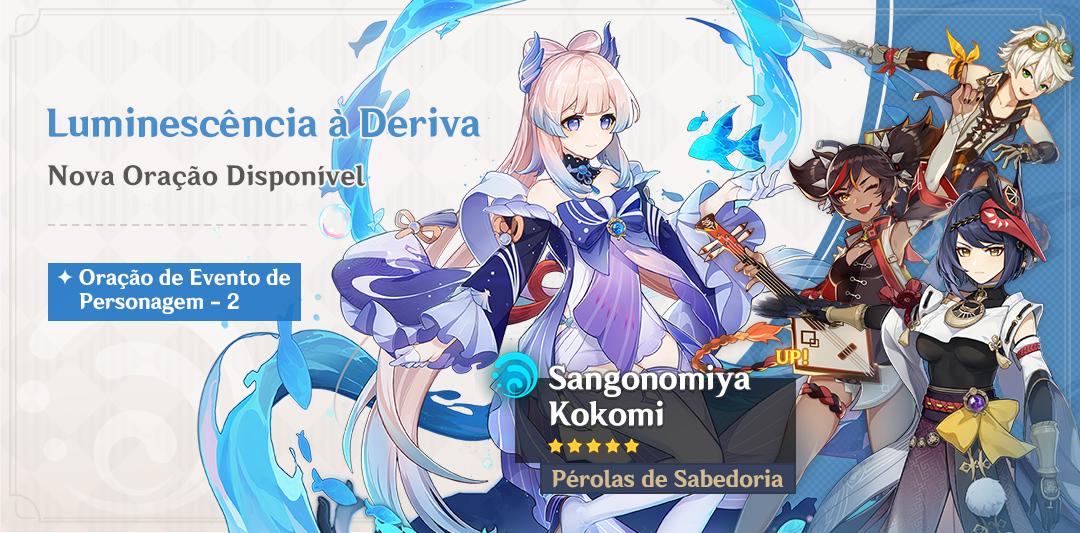 Luminescência à Deriva
Nova Oração Disponível
✦ Oração de Evento de
Personagem – 2
UP!
Sangonomiya
Kokomi
★★★★★
Pérolas de Sabedoria